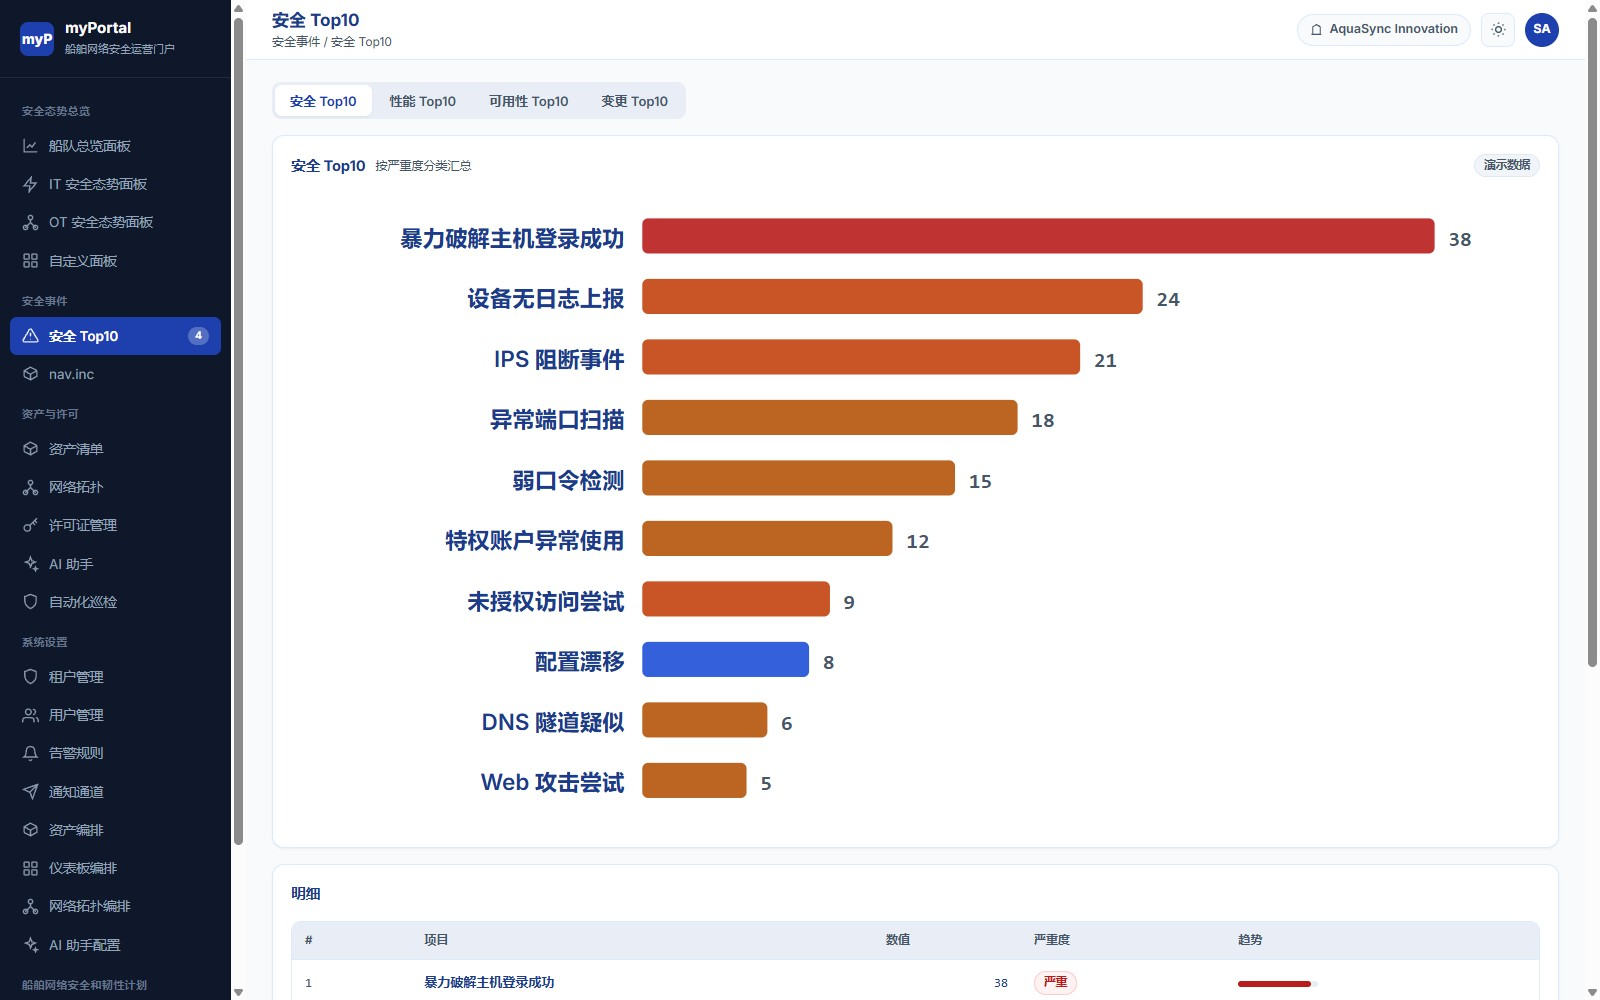 myP
myPortal
船舶网络安全运营门户
安全态势总览
船队总览面板
IT 安全态势面板
OT 安全态势面板
自定义面板
安全事件
安全 Top10
4
nav.inc
资产与许可
资产清单
网络拓扑
许可证管理
AI 助手
自动化巡检
系统设置
租户管理
用户管理
告警规则
通知通道
资产编排
仪表板编排
网络拓扑编排
AI 助手配置
船舶网络安全和韧性计划
安全 Top10
安全事件 / 安全 Top10
AquaSync Innovation
SA
安全 Top10
性能 Top10
可用性 Top10
变更 Top10
安全 Top10 按严重度分类汇总
演示数据
暴力破解主机登录成功 38
设备无日志上报 24
IPS 阻断事件 21
异常端口扫描 18
弱口令检测 15
特权账户异常使用 12
未授权访问尝试 9
配置漂移 8
DNS 隧道疑似 6
Web 攻击尝试 5
明细
# 项目 数值 严重度 趋势
1 暴力破解主机登录成功 38 严重